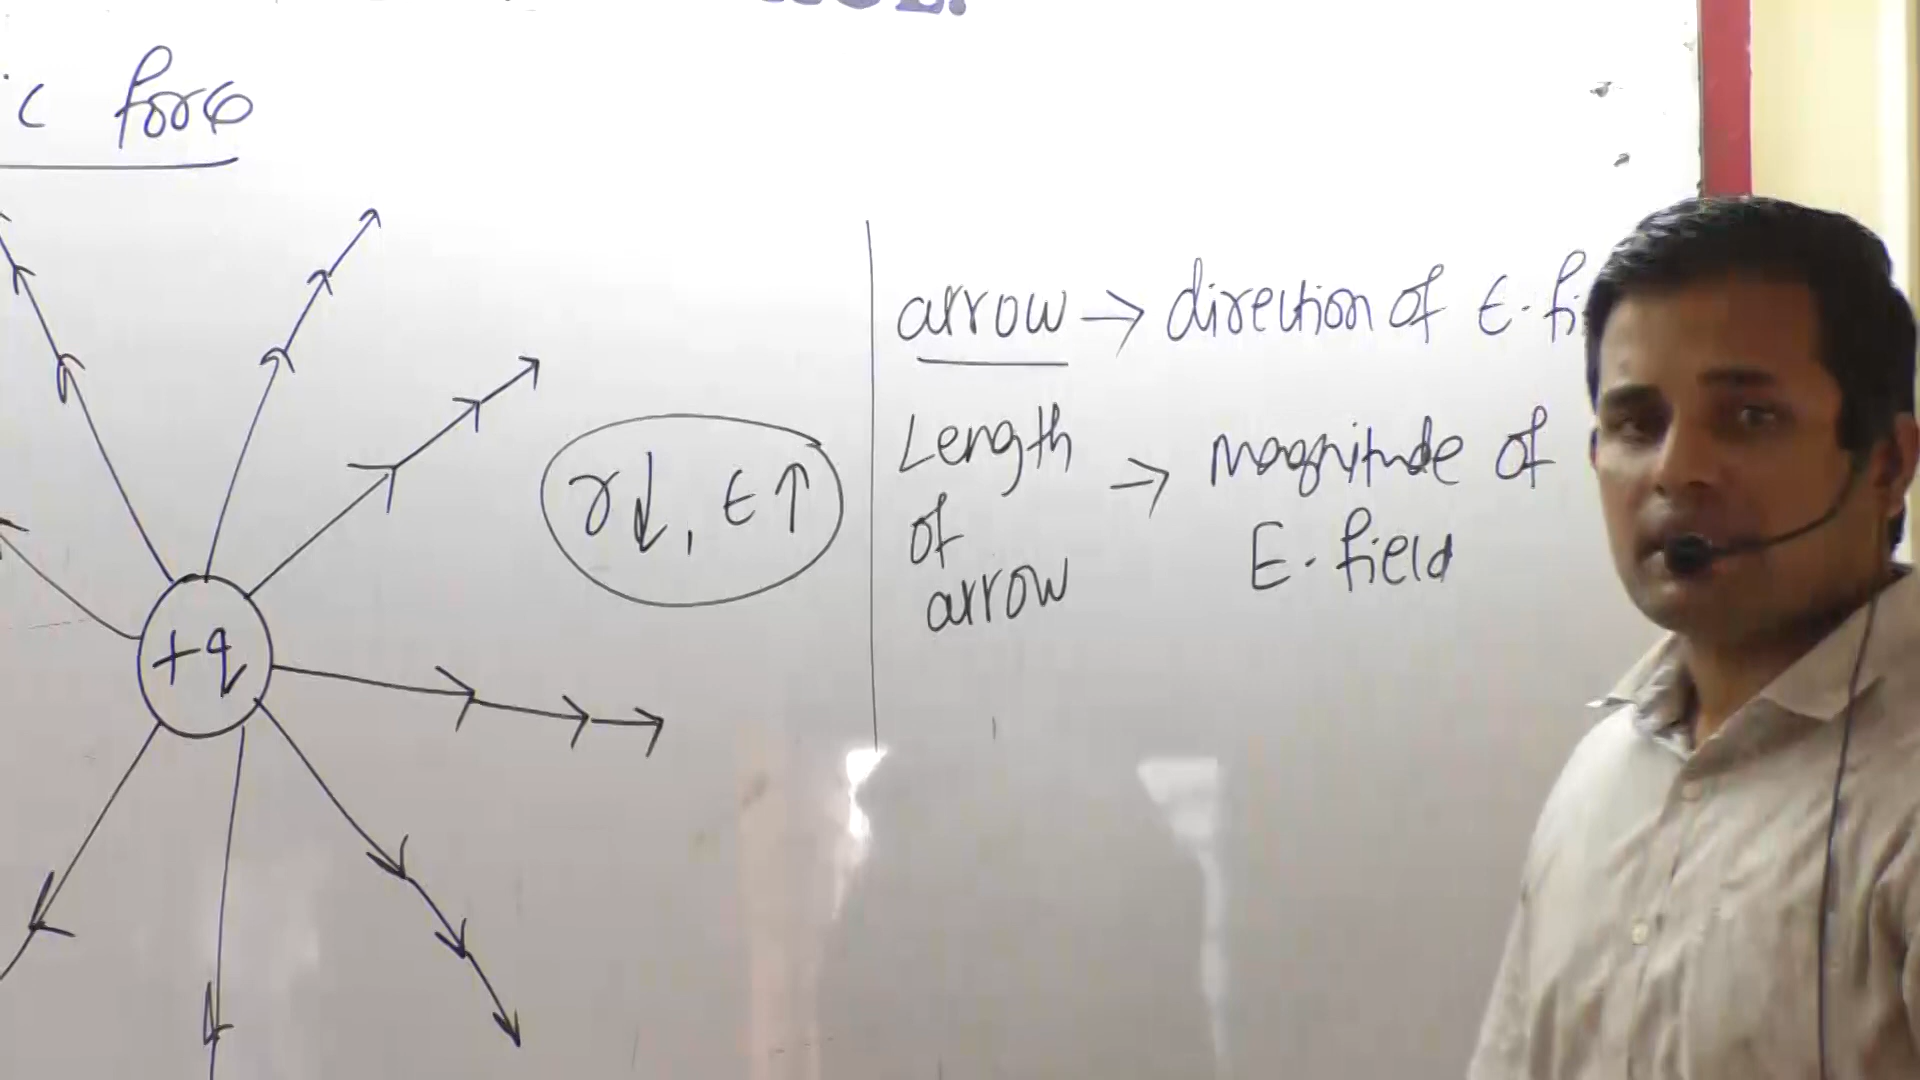 c force
arrow → direction of E. fi
Length of arrow → magnitude of E. field
r↓, E↑
+q